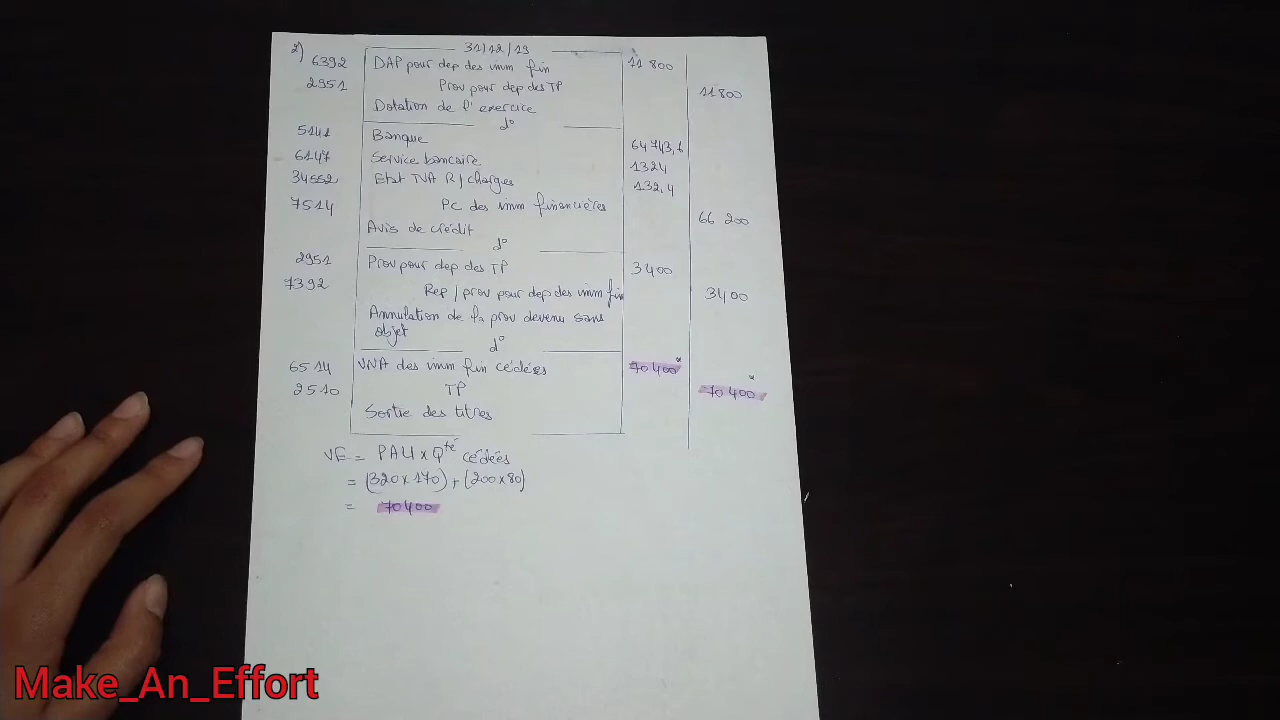 2) 31/12/13
6392 DAP pour dep des imm fin 11 800
2951 Prov pour dep des TP 11800
Dotation de l'exercice
d°
5141 Banque 64 743,6
6147 Service bancaire 1324
34552 Etat TVA R/charges 132,4
7514 PC des imm financières 66 200
Avis de crédit
d°
2951 Prov pour dep des TP 3400
7392 Rep/prov pour dep des imm fin 3400
Annulation de la prov devenu sans
objet
d°
6514 VNA des imm fin cédées 70 400*
2510 TP 70 400*
Sortie des titres
VE = PAU x Qté cédées
= (320 x 170) + (200 x 80)
= 70400
Make_An_Effort